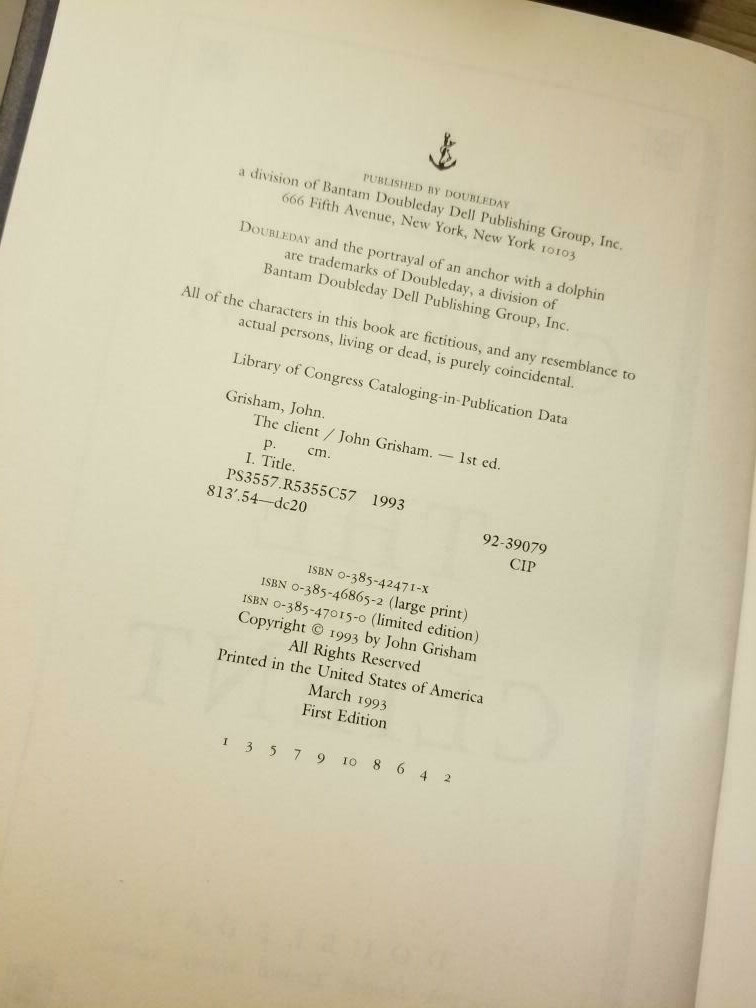 PUBLISHED BY DOUBLEDAY
a division of Bantam Doubleday Dell Publishing Group, Inc.
666 Fifth Avenue, New York, New York 10103
DOUBLEDAY and the portrayal of an anchor with a dolphin
are trademarks of Doubleday, a division of
Bantam Doubleday Dell Publishing Group, Inc.
All of the characters in this book are fictitious, and any resemblance to
actual persons, living or dead, is purely coincidental.
Library of Congress Cataloging-in-Publication Data
Grisham, John.
The client / John Grisham. — 1st ed.
p. cm.
I. Title.
PS3557.R5355C57 1993
813'.54—dc20
92-39079
CIP
ISBN 0-385-42471-X
ISBN 0-385-46865-2 (large print)
ISBN 0-385-47015-0 (limited edition)
Copyright © 1993 by John Grisham
All Rights Reserved
Printed in the United States of America
March 1993
First Edition
1 3 5 7 9 10 8 6 4 2